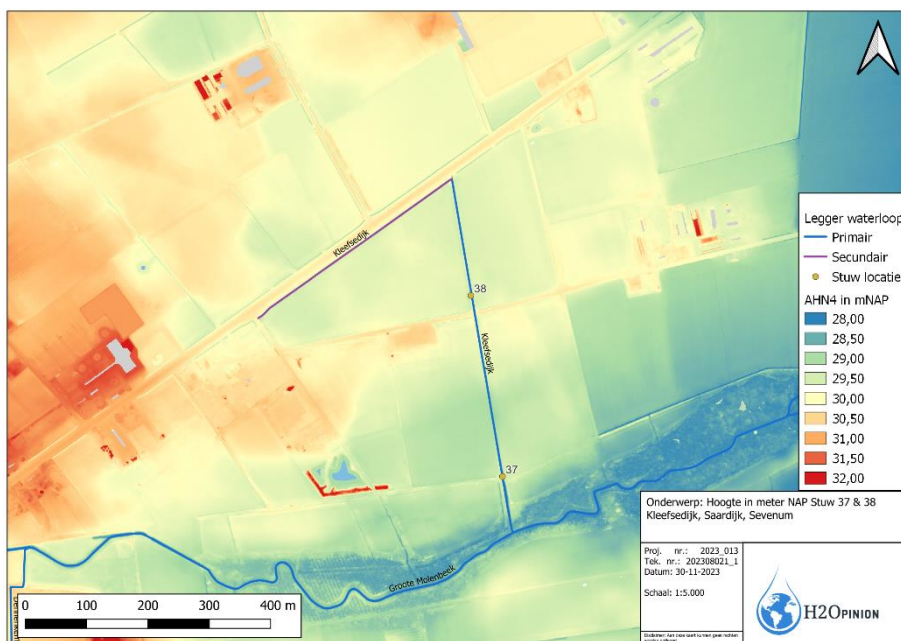 Kleefsedijk
38
Kleefsedijk
37
Groote Molenbeek
0 100 200 300 400 m
Legger waterloop
Primair
Secundair
Stuw locatie
AHN4 in mNAP
28,00
28,50
29,00
29,50
30,00
30,50
31,00
31,50
32,00
Onderwerp: Hoogte in meter NAP Stuw 37 & 38
Kleefsedijk, Saardijk, Sevenum
Proj. nr.: 2023_013
Tek. nr.: 202308021_1
Datum: 30-11-2023
Schaal: 1:5.000
H2OPINION